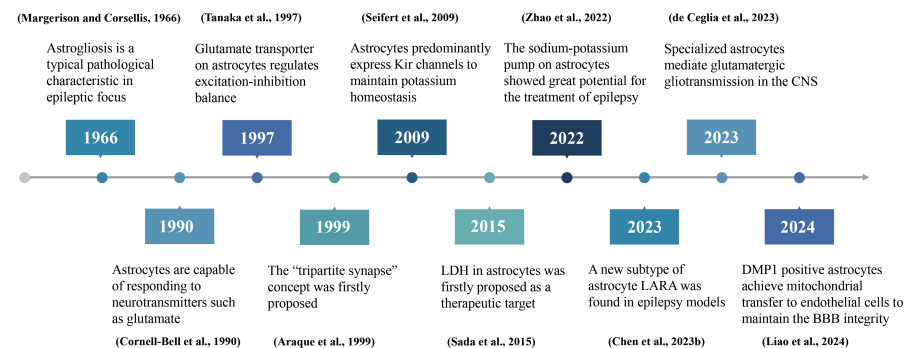 (Margerison and Corsellis, 1966)
(Tanaka et al., 1997)
(Seifert et al., 2009)
(Zhao et al., 2022)
(de Ceglia et al., 2023)
Astrogliosis is a
typical pathological
characteristic in
epileptic focus
Glutamate transporter
on astrocytes regulates
excitation-inhibition
balance
Astrocytes predominantly
express Kir channels to
maintain potassium
homeostasis
The sodium-potassium
pump on astrocytes
showed great potential for
the treatment of epilepsy
Specialized astrocytes
mediate glutamatergic
gliotransmission in the CNS
1966
1997
2009
2022
2023
1990
1999
2015
2023
2024
Astrocytes are capable
of responding to
neurotransmitters such
as glutamate
The “tripartite synapse”
concept was firstly
proposed
LDH in astrocytes was
firstly proposed as a
therapeutic target
A new subtype of
astrocyte LARA was
found in epilepsy models
DMP1 positive astrocytes
achieve mitochondrial
transfer to endothelial cells to
maintain the BBB integrity
(Cornell-Bell et al., 1990)
(Araque et al., 1999)
(Sada et al., 2015)
(Chen et al., 2023b)
(Liao et al., 2024)